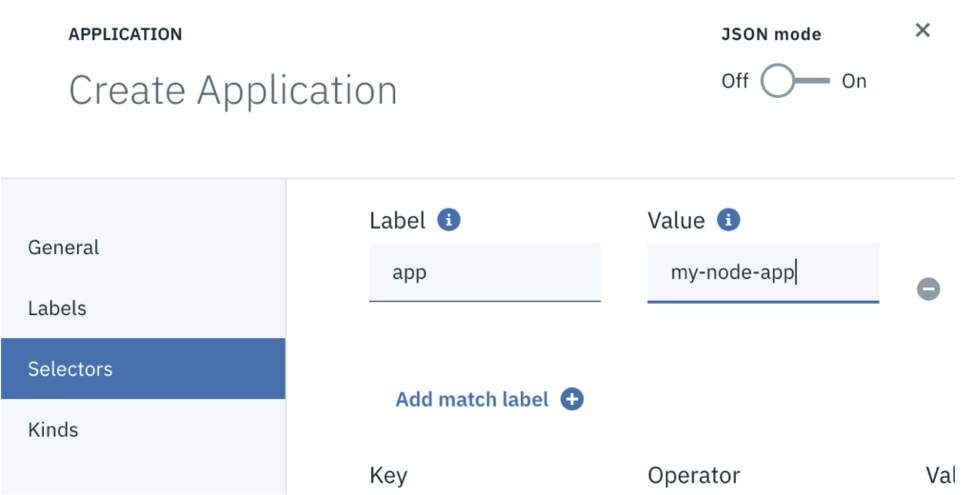 APPLICATION
JSON mode
Create Application
Off On
General
Labels
Selectors
Kinds
Label Value
app my-node-app
Add match label
Key Operator